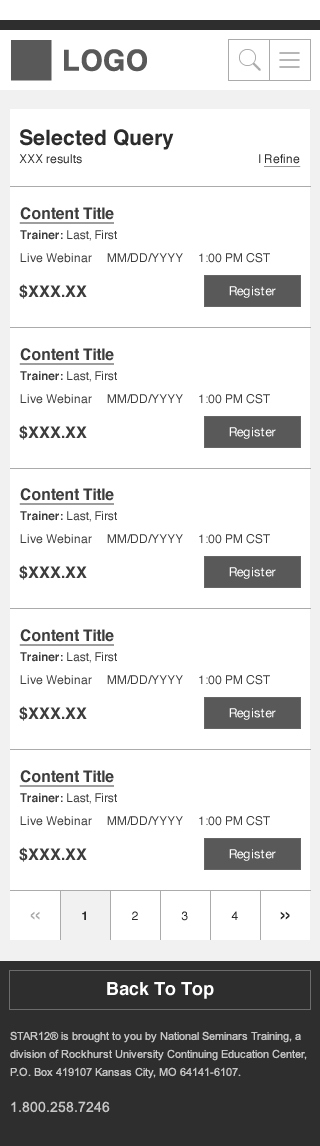 LOGO
Selected Query
XXX results | Refine
Content Title
Trainer: Last, First
Live Webinar MM/DD/YYYY 1:00 PM CST
$XXX.XX Register
Content Title
Trainer: Last, First
Live Webinar MM/DD/YYYY 1:00 PM CST
$XXX.XX Register
Content Title
Trainer: Last, First
Live Webinar MM/DD/YYYY 1:00 PM CST
$XXX.XX Register
Content Title
Trainer: Last, First
Live Webinar MM/DD/YYYY 1:00 PM CST
$XXX.XX Register
Content Title
Trainer: Last, First
Live Webinar MM/DD/YYYY 1:00 PM CST
$XXX.XX Register
‹‹ 1 2 3 4 ››
Back To Top
STAR12® is brought to you by National Seminars Training, a
division of Rockhurst University Continuing Education Center,
P.O. Box 419107 Kansas City, MO 64141-6107.
1.800.258.7246